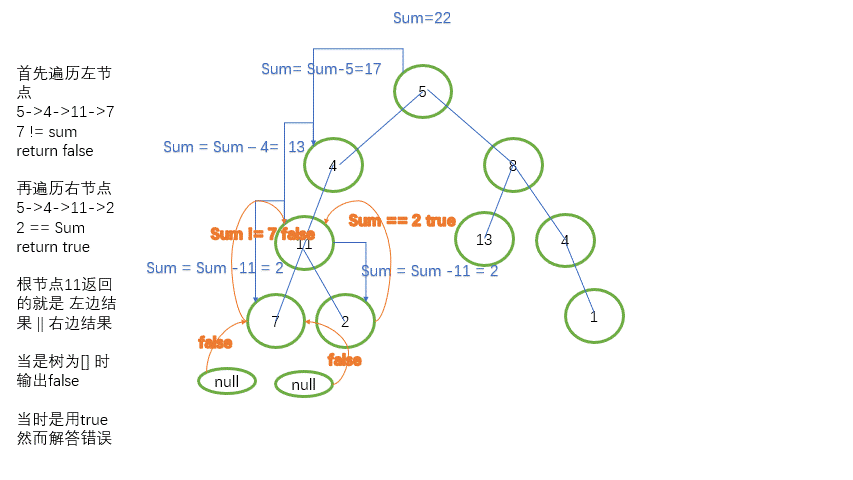 Sum=22
首先遍历左节
点
5->4->11->7
7 != sum
return false
再遍历右节点
5->4->11->2
2 == Sum
return true
根节点11返回
的就是 左边结
果 || 右边结果
当是树为[] 时
输出false
当时是用true
然而解答错误
Sum= Sum-5=17
5
Sum = Sum – 4= 13
4
8
Sum != 7 false
Sum == 2 true
11
13
4
Sum = Sum -11 = 2
Sum = Sum -11 = 2
7
2
1
false
false
null
null